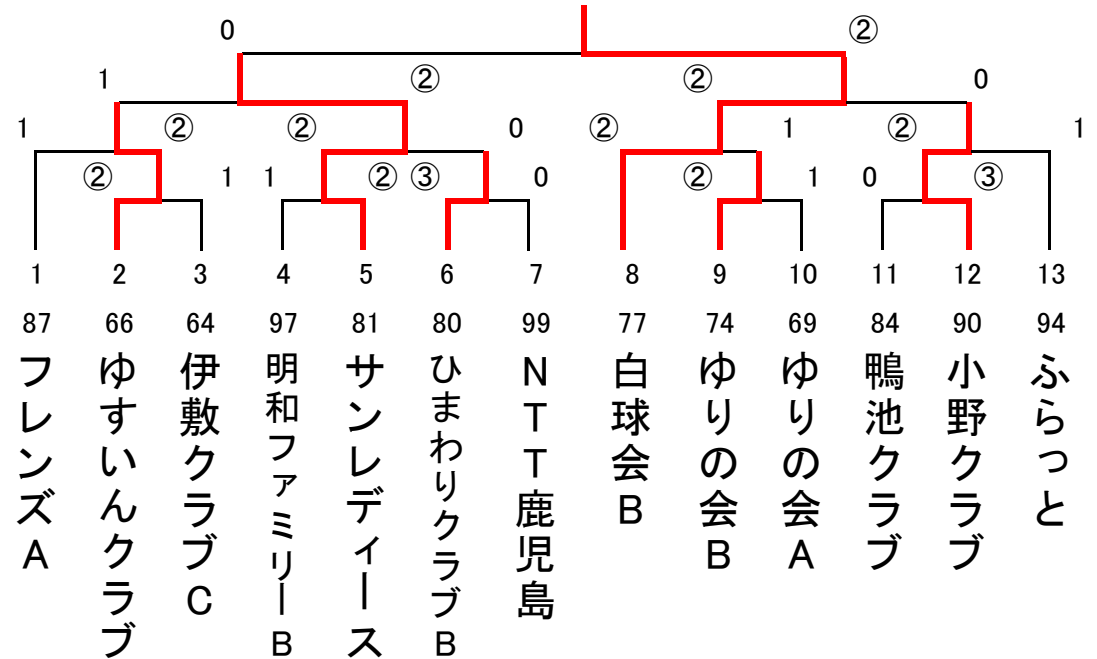 0 ②
1 ② ② 0
1 ② ② 0 ② 1 ② 1
② 1 1 ② ③ 0 ② 1 0 ③
1 2 3 4 5 6 7 8 9 10 11 12 13
87 66 64 97 81 80 99 77 74 69 84 90 94
フレンズA
ゆすいんクラブ
伊敷クラブC
明和ファミリーB
サンレディース
ひまわりクラブB
NTT鹿児島
白球会B
ゆりの会B
ゆりの会A
鴨池クラブ
小野クラブ
ふらっと